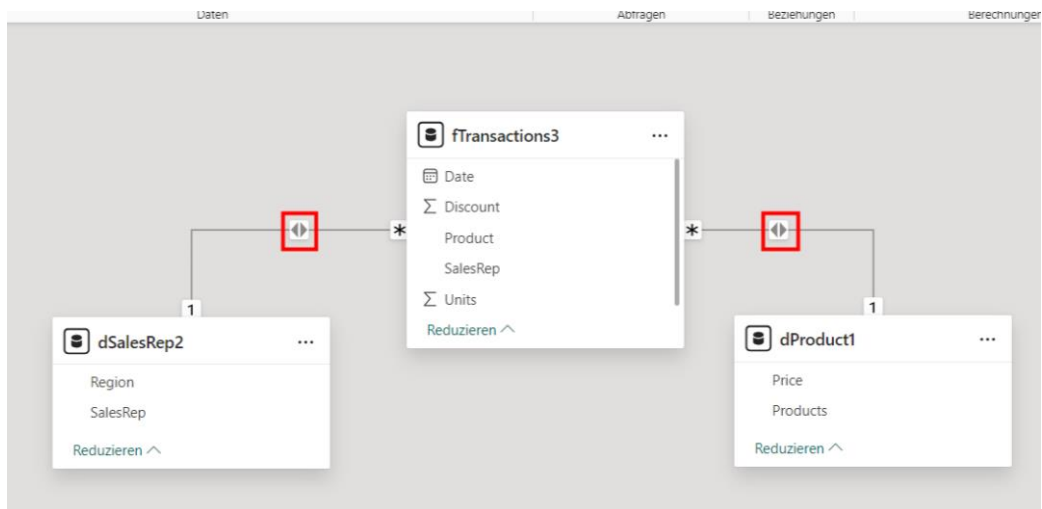 Daten Abfragen Beziehungen Berechnungen
fTransactions3 ...
Date
Σ Discount
Product
SalesRep
Σ Units
Reduzieren
* *
1 1
dSalesRep2 ...
Region
SalesRep
Reduzieren
dProduct1 ...
Price
Products
Reduzieren